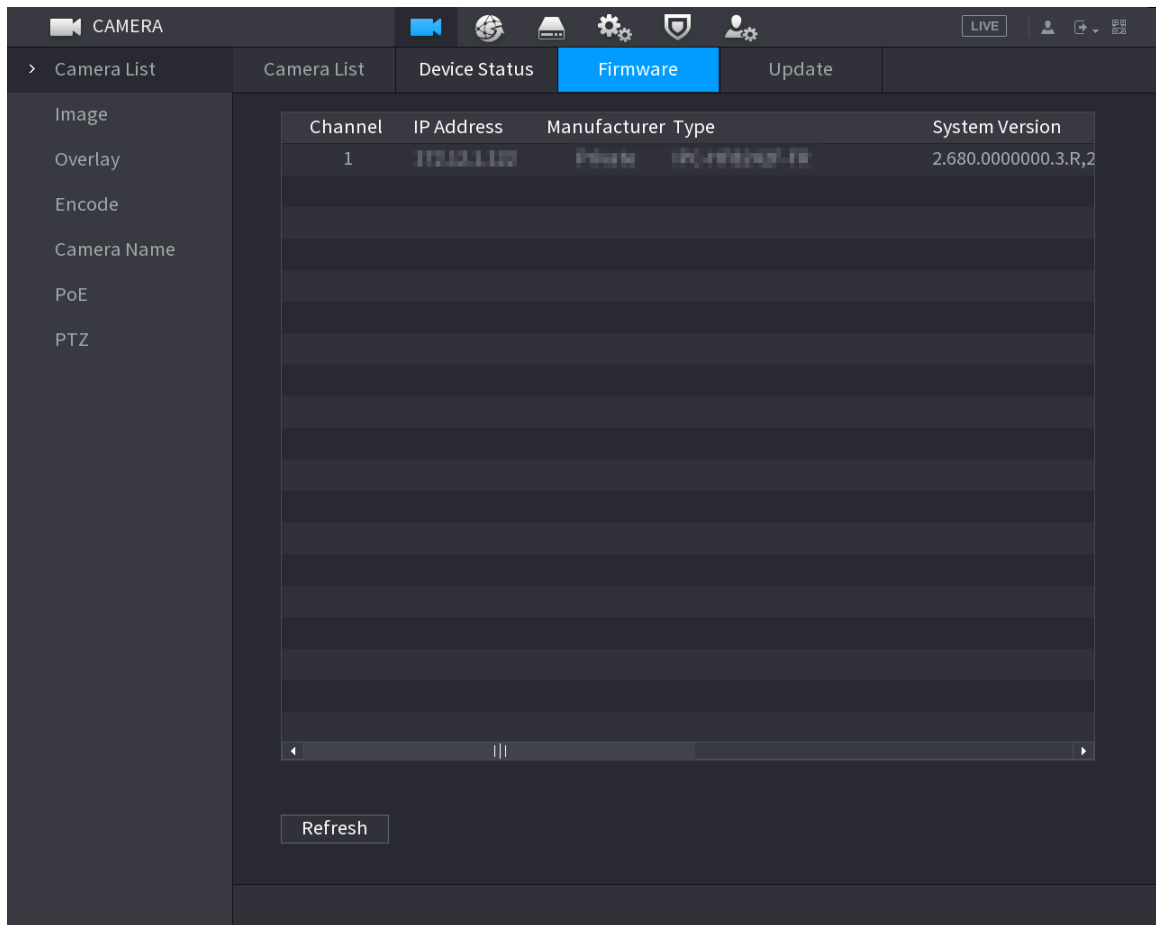 CAMERA LIVE
Camera List Camera List Device Status Firmware Update
Image
Overlay
Encode
Camera Name
PoE
PTZ
Channel IP Address Manufacturer Type System Version
1 2.680.0000000.3.R,2
Refresh